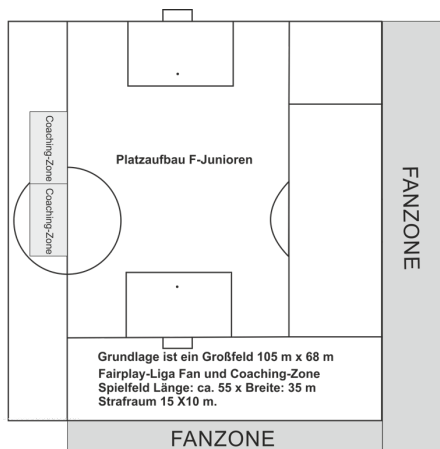 Coaching-Zone
Coaching-Zone
Platzaufbau F-Junioren
FANZONE
Grundlage ist ein Großfeld 105 m x 68 m
Fairplay-Liga Fan und Coaching-Zone
Spielfeld Länge: ca. 55 x Breite: 35 m
Strafraum 15 X10 m.
FANZONE